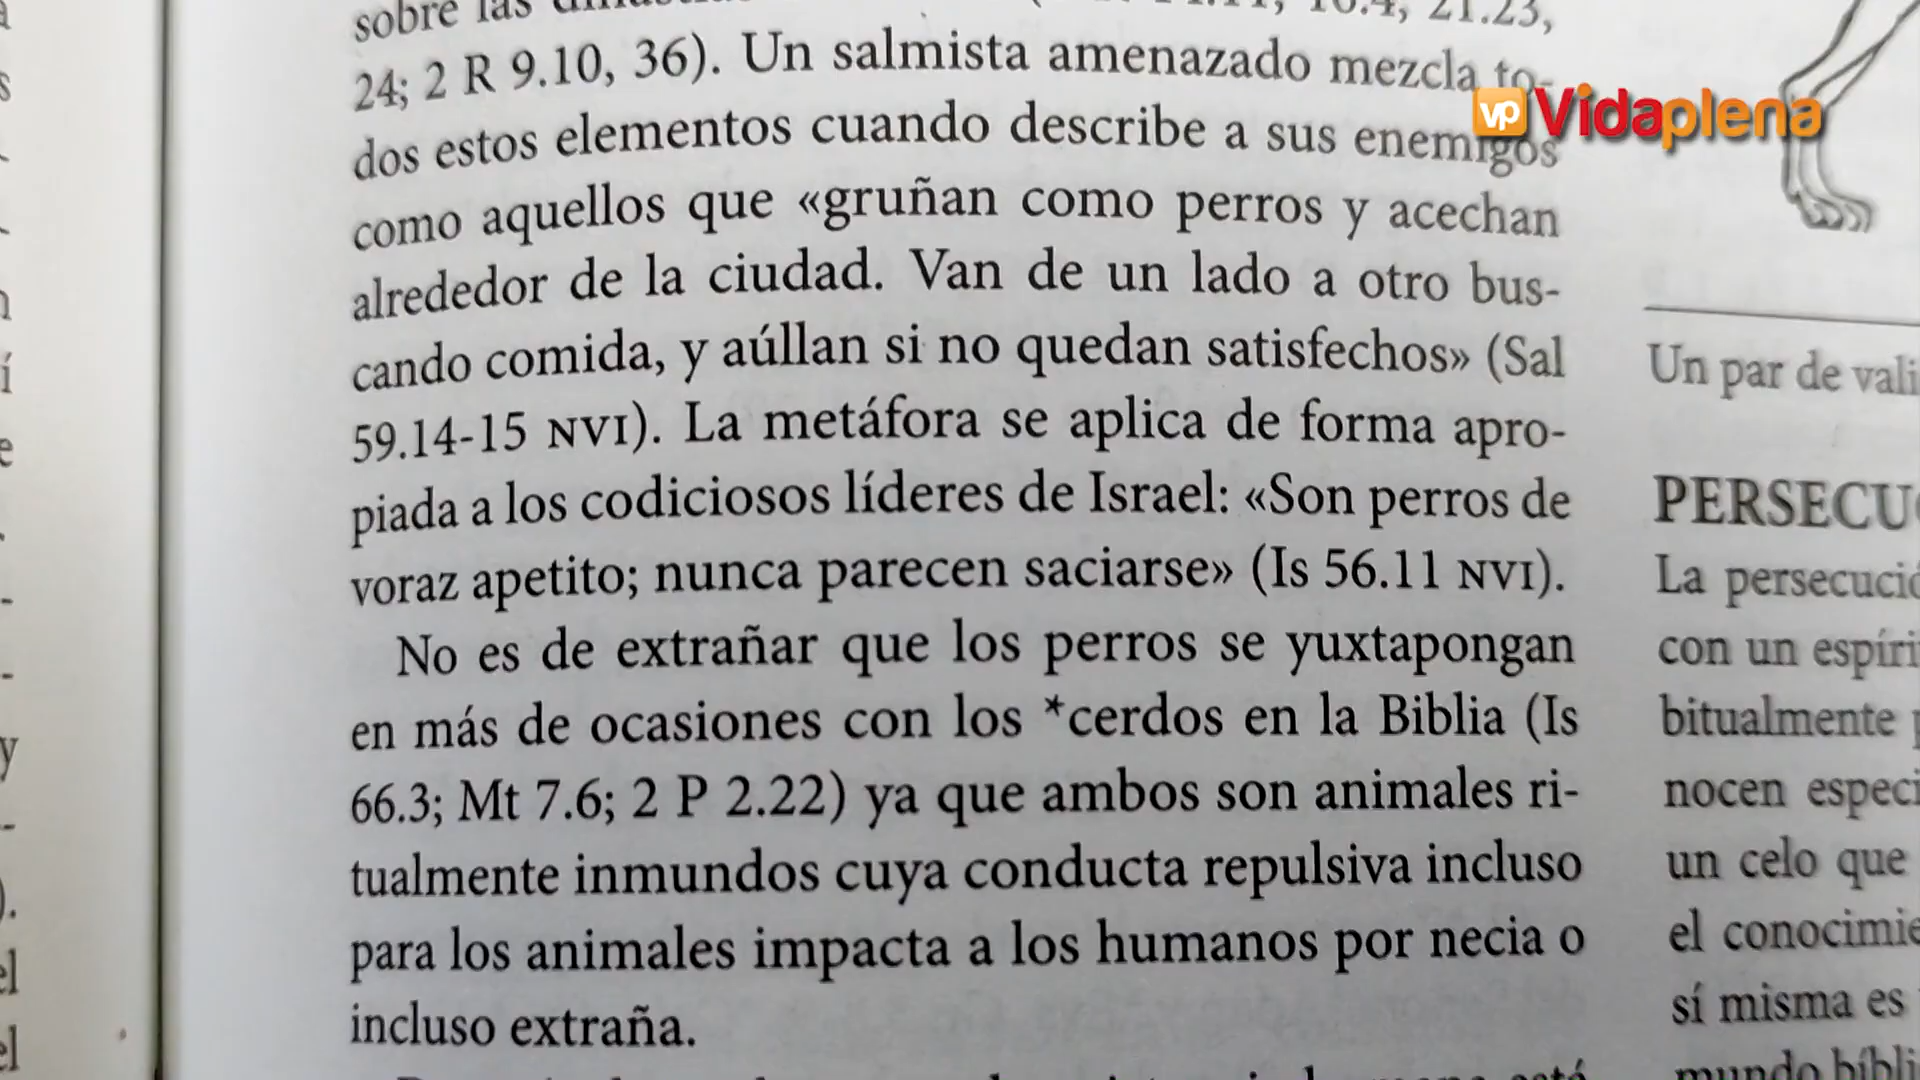 sobre las
24; 2 R 9.10, 36). Un salmista amenazado mezcla to-
dos estos elementos cuando describe a sus enemigos
como aquellos que «gruñan como perros y acechan
alrededor de la ciudad. Van de un lado a otro bus-
cando comida, y aúllan si no quedan satisfechos» (Sal
59.14-15 NVI). La metáfora se aplica de forma apro-
piada a los codiciosos líderes de Israel: «Son perros de
voraz apetito; nunca parecen saciarse» (Is 56.11 NVI).
No es de extrañar que los perros se yuxtapongan
en más de ocasiones con los *cerdos en la Biblia (Is
66.3; Mt 7.6; 2 P 2.22) ya que ambos son animales ri-
tualmente inmundos cuya conducta repulsiva incluso
para los animales impacta a los humanos por necia o
incluso extraña.
vp Vidaplena
Un par de vali
PERSECU
La persecució
con un espíri
bitualmente
nocen especi
un celo que
el conocimie
sí misma es
mundo bíbli